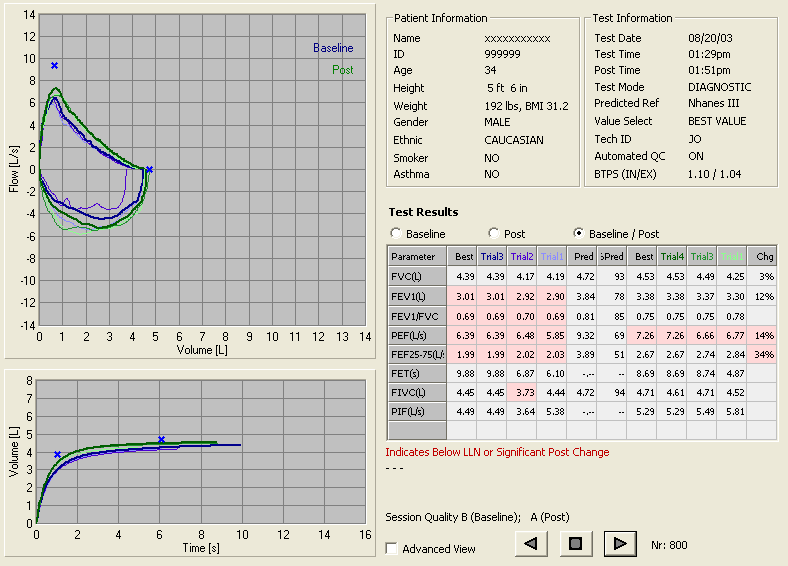 14
12
10
8
6
4
2
0
-2
-4
-6
-8
-10
-12
-14
Flow [L/s]
Baseline
Post
0 1 2 3 4 5 6 7 8 9 10 11 12 13 14
Volume [L]
8
7
6
5
4
3
2
1
0
Volume [L]
0 2 4 6 8 10 12 14 16
Time [s]
Patient Information
Name xxxxxxxxxxx
ID 999999
Age 34
Height 5 ft 6 in
Weight 192 lbs, BMI 31.2
Gender MALE
Ethnic CAUCASIAN
Smoker NO
Asthma NO
Test Information
Test Date 08/20/03
Test Time 01:29pm
Post Time 01:51pm
Test Mode DIAGNOSTIC
Predicted Ref Nhanes III
Value Select BEST VALUE
Tech ID JO
Automated QC ON
BTPS (IN/EX) 1.10 / 1.04
Test Results
Baseline Post Baseline / Post
Parameter Best Trial3 Trial2 Trial1 Pred %Pred Best Trial4 Trial3 Trial1 Chg
FVC(L) 4.39 4.39 4.17 4.19 4.72 93 4.53 4.53 4.49 4.25 3%
FEV1(L) 3.01 3.01 2.92 2.90 3.84 78 3.38 3.38 3.37 3.30 12%
FEV1/FVC 0.69 0.69 0.70 0.69 0.81 85 0.75 0.75 0.75 0.78
PEF(L/s) 6.39 6.39 6.48 5.85 9.32 69 7.26 7.26 6.66 6.77 14%
FEF25-75(L/ 1.99 1.99 2.02 2.03 3.89 51 2.67 2.67 2.74 2.84 34%
FET(s) 9.88 9.88 6.87 6.10 -.-- -- 8.69 8.69 8.74 4.87
FIVC(L) 4.45 4.45 3.73 4.44 4.72 94 4.71 4.61 4.71 4.52
PIF(L/s) 4.49 4.49 3.64 5.38 -.-- -- 5.29 5.29 5.49 5.81
Indicates Below LLN or Significant Post Change
- - -
Session Quality B (Baseline); A (Post)
Advanced View
Nr: 800